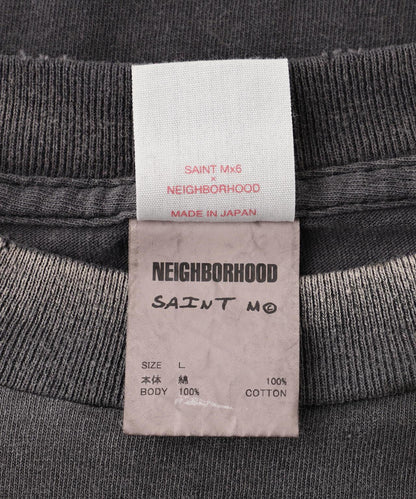 SAINT Mx6
×
NEIGHBORHOOD
MADE IN JAPAN
NEIGHBORHOOD
SAINT M©
SIZE L
本体 綿 100%
BODY 100% COTTON